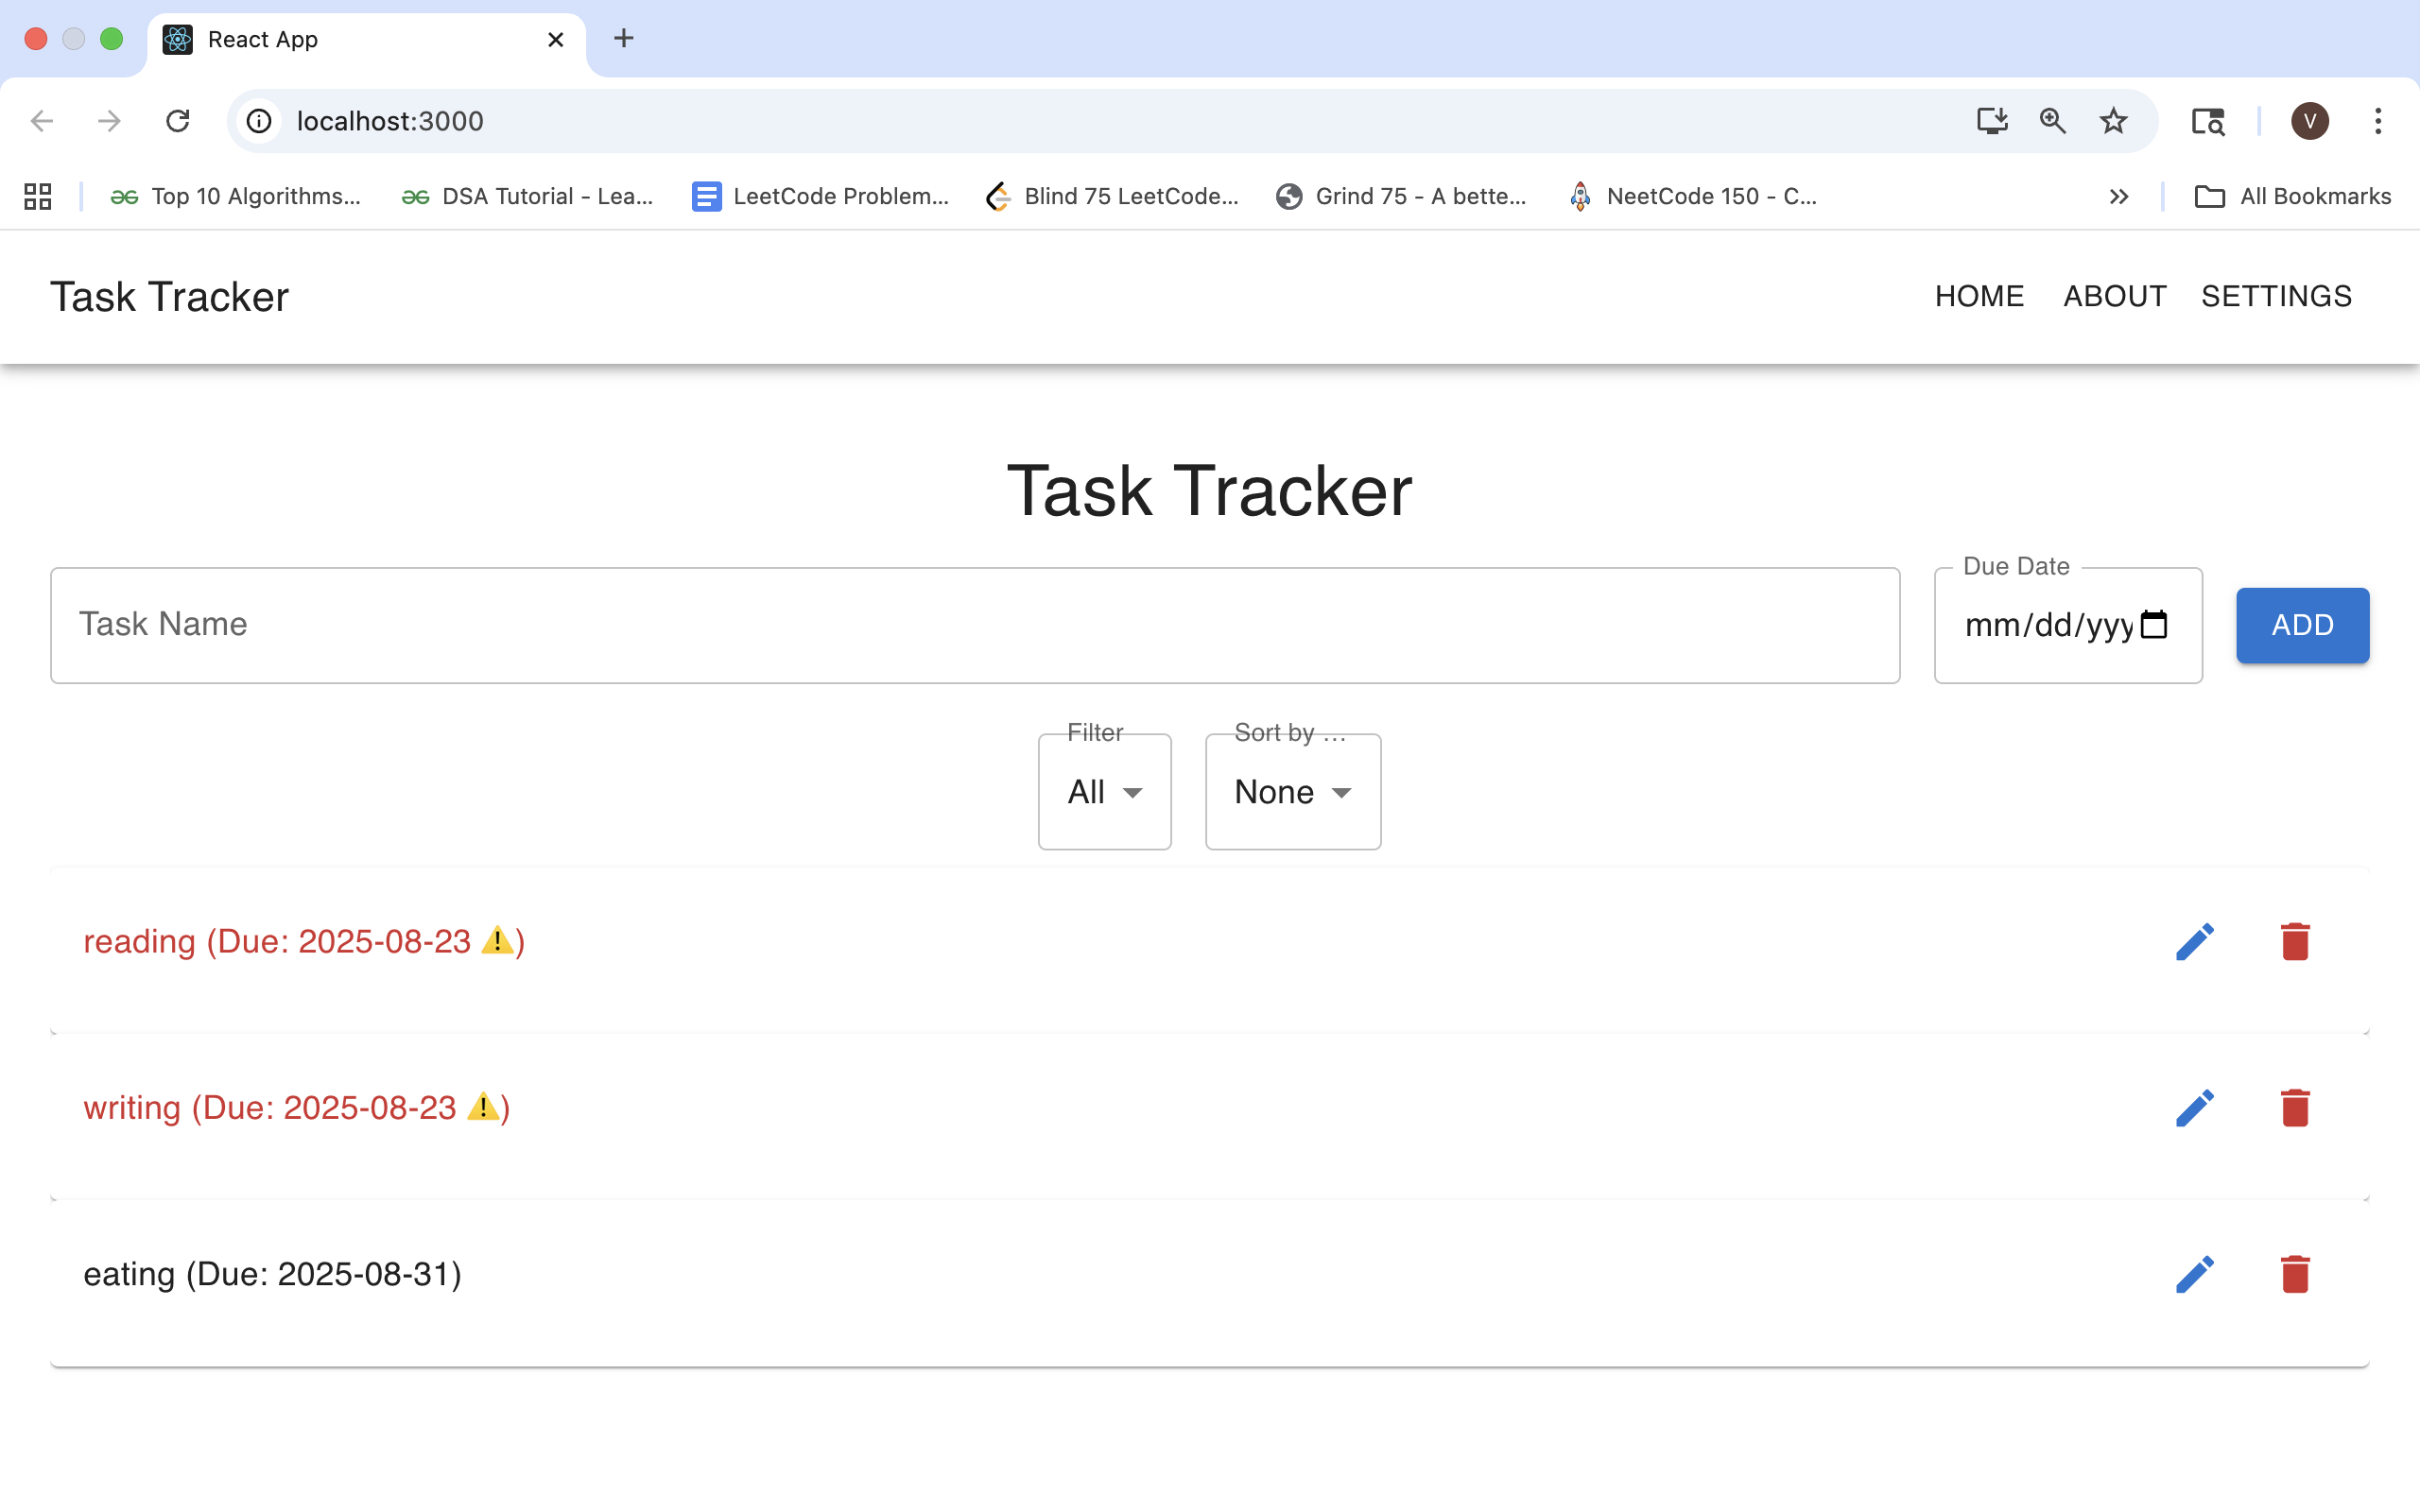 React App
localhost:3000
V
Top 10 Algorithms...
DSA Tutorial - Lea...
LeetCode Problem...
Blind 75 LeetCode...
Grind 75 - A bette...
NeetCode 150 - C...
All Bookmarks
Task Tracker
HOME ABOUT SETTINGS
Task Tracker
Task Name
Due Date
mm/dd/yyy
ADD
Filter
All
Sort by ...
None
reading (Due: 2025-08-23 ⚠️)
writing (Due: 2025-08-23 ⚠️)
eating (Due: 2025-08-31)